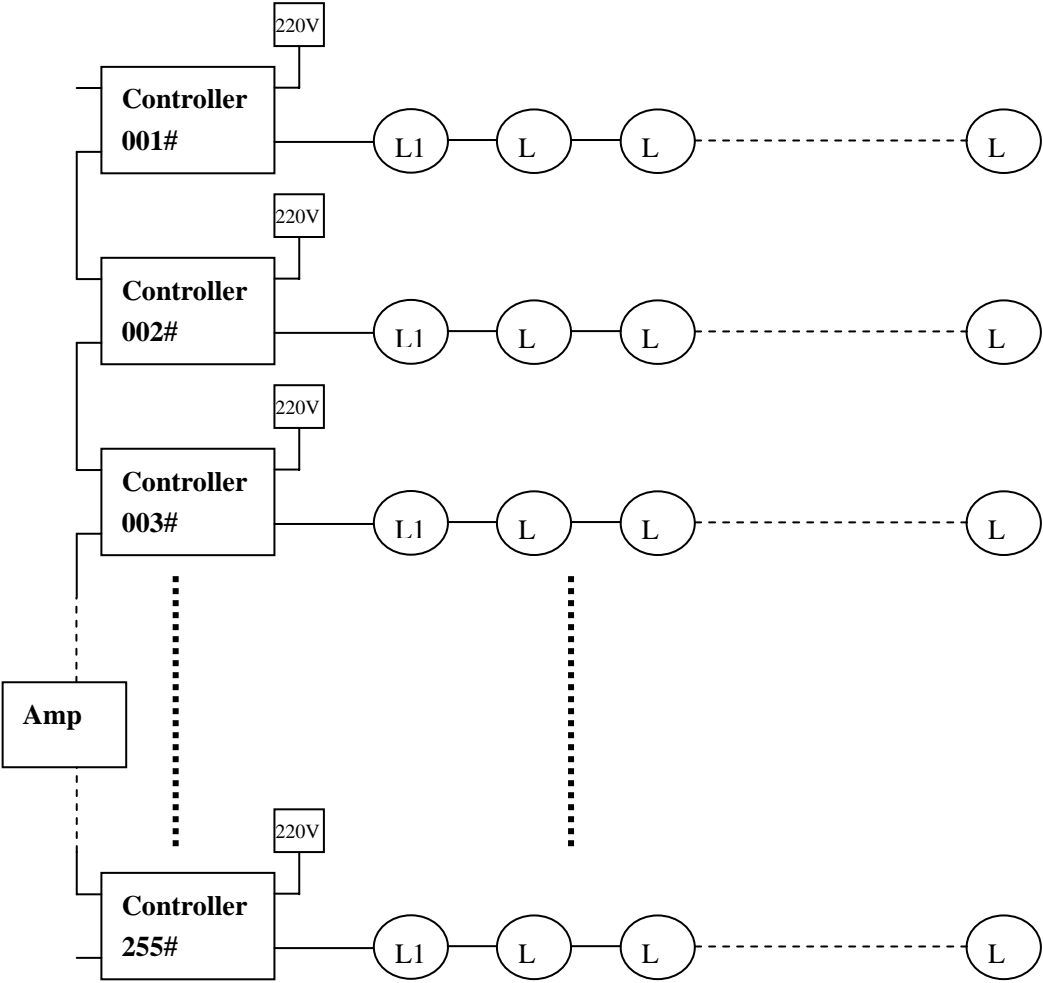 220V
Controller
001#
L1 L L L
220V
Controller
002#
L1 L L L
220V
Controller
003#
L1 L L L
Amp
220V
Controller
255#
L1 L L L